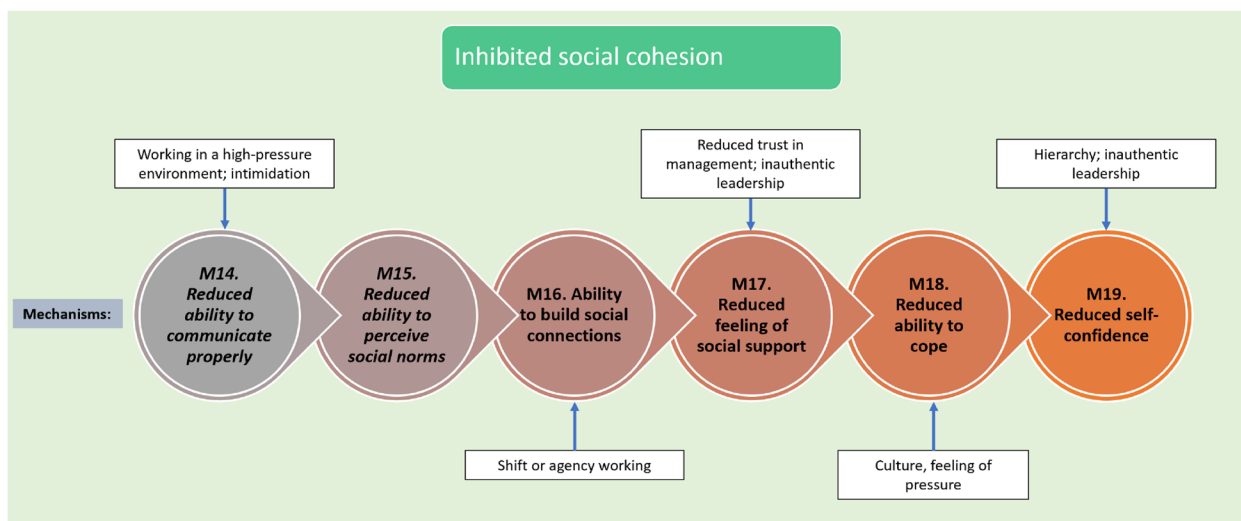 Inhibited social cohesion
Working in a high-pressure
environment; intimidation
Reduced trust in
management; inauthentic
leadership
Hierarchy; inauthentic
leadership
Mechanisms:
M14.
Reduced
ability to
communicate
properly
M15.
Reduced
ability to
perceive
social norms
M16. Ability
to build social
connections
M17.
Reduced
feeling of
social support
M18.
Reduced
ability to
cope
M19.
Reduced self-
confidence
Shift or agency working
Culture, feeling of
pressure